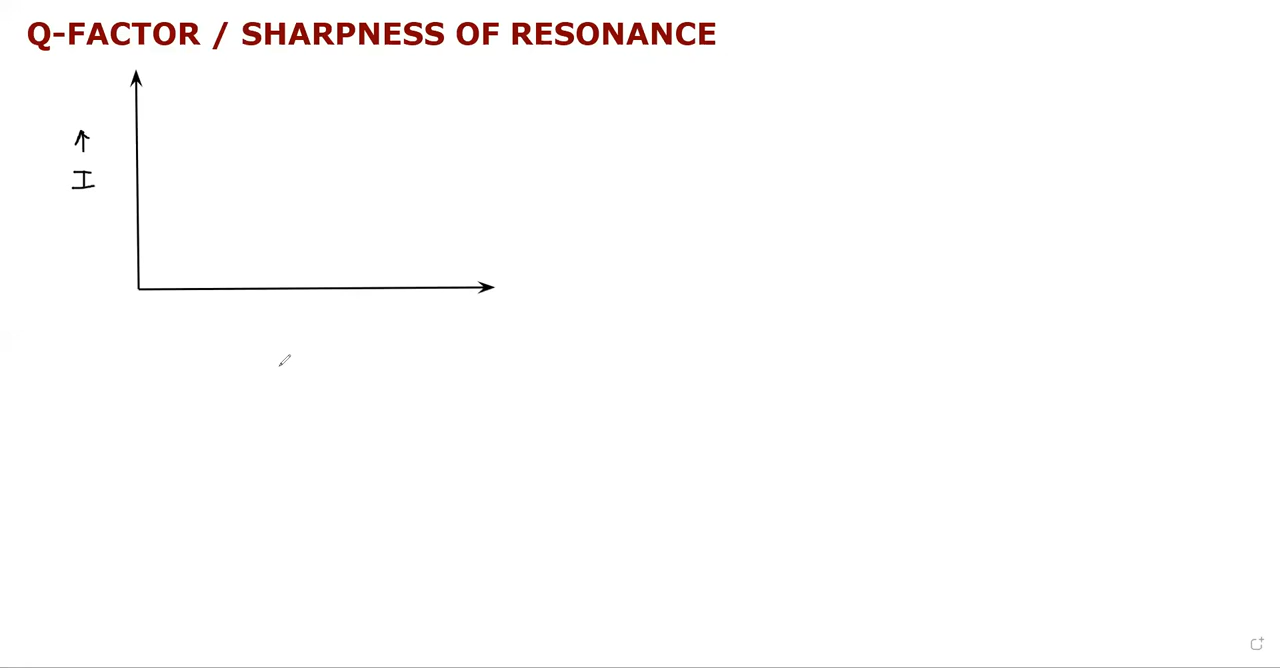 Q-FACTOR / SHARPNESS OF RESONANCE
↑
I